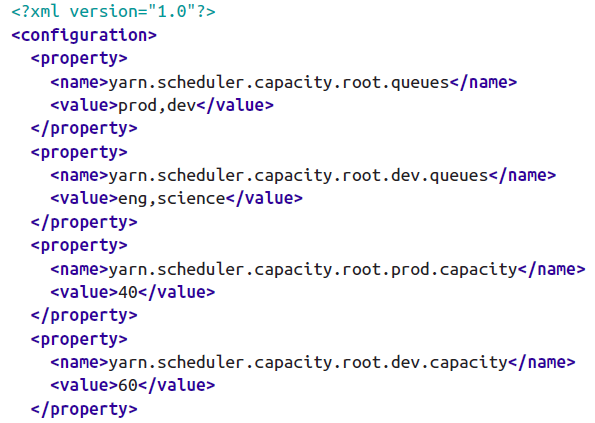 <?xml version="1.0"?>
<configuration>
  <property>
    <name>yarn.scheduler.capacity.root.queues</name>
    <value>prod,dev</value>
  </property>
  <property>
    <name>yarn.scheduler.capacity.root.dev.queues</name>
    <value>eng,science</value>
  </property>
  <property>
    <name>yarn.scheduler.capacity.root.prod.capacity</name>
    <value>40</value>
  </property>
  <property>
    <name>yarn.scheduler.capacity.root.dev.capacity</name>
    <value>60</value>
  </property>